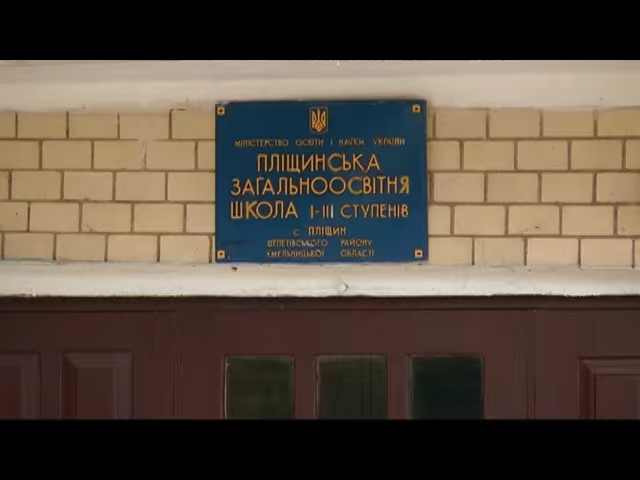 МІНІСТЕРСТВО ОСВІТИ І НАУКИ УКРАЇНИ
ПЛІЩИНСЬКА
ЗАГАЛЬНООСВІТНЯ
ШКОЛА І-ІІІ СТУПЕНІВ
с. ПЛІЩИН
ШЕПЕТІВСЬКОГО РАЙОНУ
ХМЕЛЬНИЦЬКОЇ ОБЛАСТІ